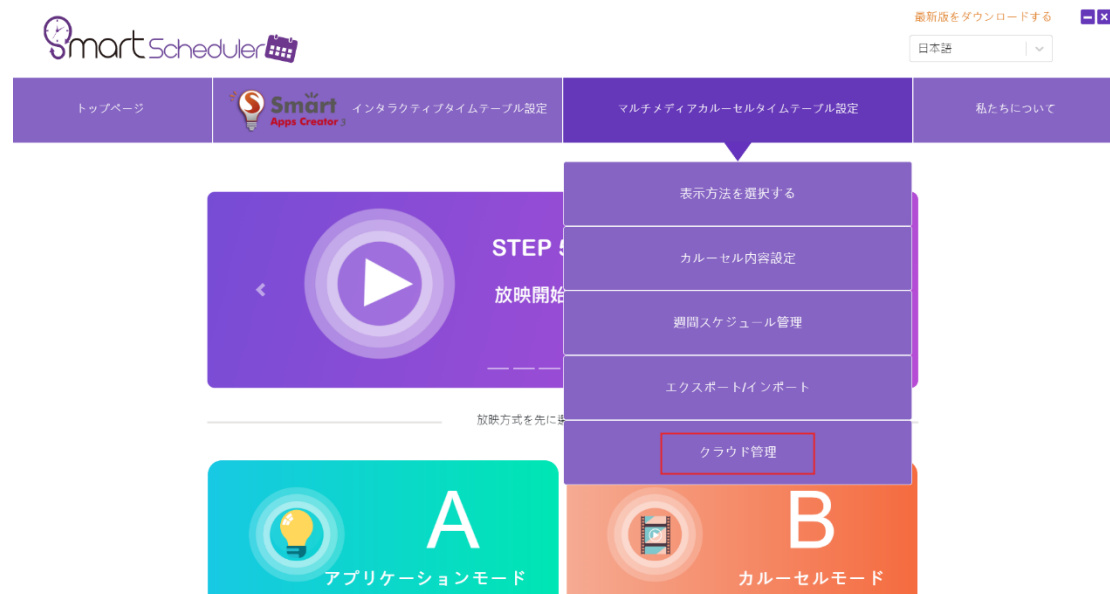 最新版をダウンロードする
Smart Scheduler
日本語
トップページ
Smart Apps Creator 3
インタラクティブタイムテーブル設定
マルチメディアカルーセルタイムテーブル設定
私たちについて
表示方法を選択する
STEP
カルーセル内容設定
放映開始
週間スケジュール管理
エクスポート/インポート
放映方式を先に
クラウド管理
A
B
アプリケーションモード
カルーセルモード